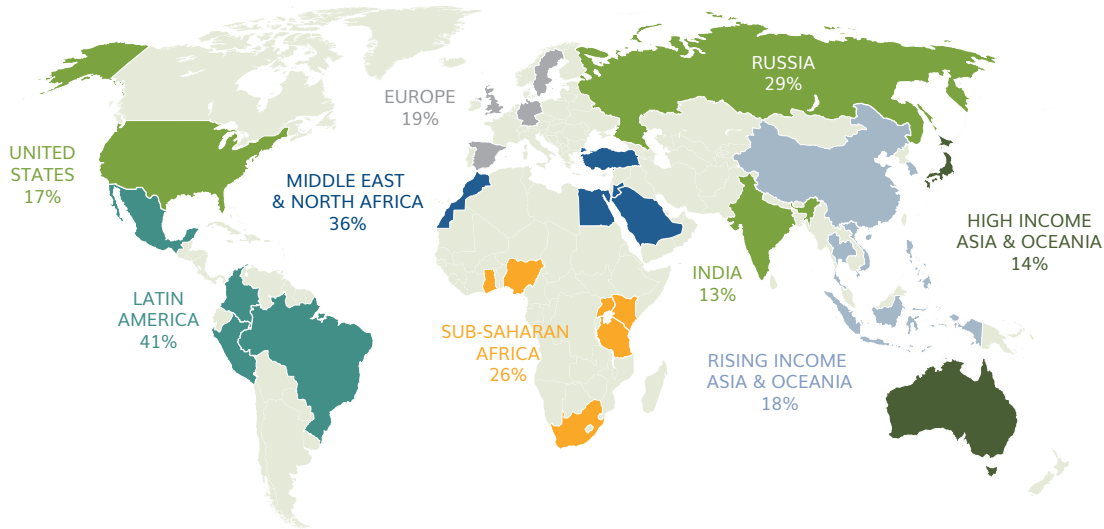 RUSSIA
29%
EUROPE
19%
UNITED
STATES
17%
MIDDLE EAST
& NORTH AFRICA
36%
HIGH INCOME
ASIA & OCEANIA
14%
INDIA
13%
LATIN
AMERICA
41%
SUB-SAHARAN
AFRICA
26%
RISING INCOME
ASIA & OCEANIA
18%